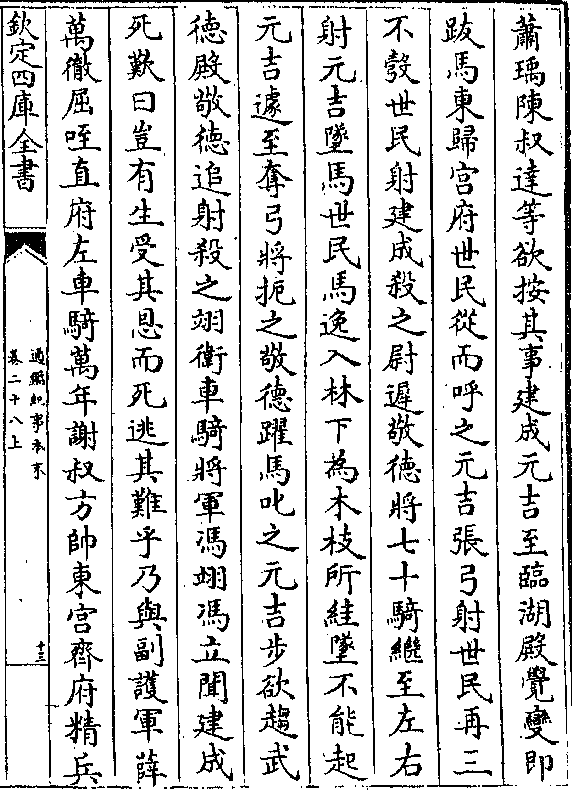 蕭瑀陳叔達等欲按其事建成元吉至臨湖殿覺變即
跋馬東歸宮府世民從而呼之元吉張弓射世民再三
不彀世民射建成殺之尉遲敬德將七十騎繼至左右
射元吉墜馬世民馬逸入林下為木枝所絓墜不能起
元吉遽至奪弓將扼之敬德躍馬叱之元吉步欲趨武
德殿敬德追射殺之翊衛車騎將軍馮翊馮立聞建成
死歎曰豈有生受其恩而死逃其難乎乃與副護軍薛
萬徹屈咥直府左車騎萬年謝叔方帥東宮齊府精兵
欽定四庫全書
通鑑紀事本末
卷二十八上
十三